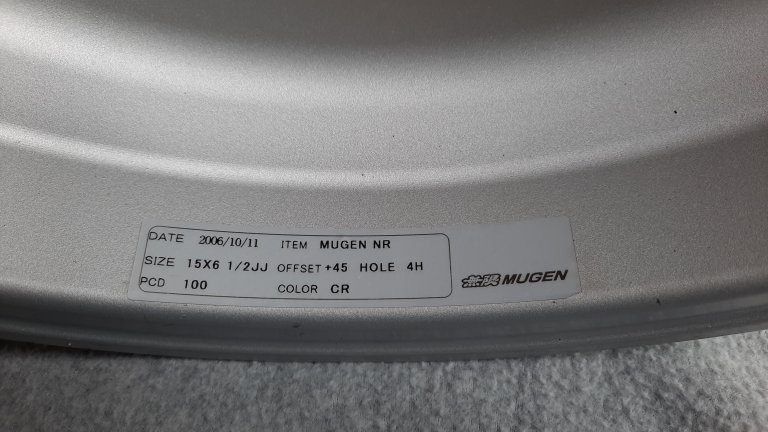 DATE 2006/10/11 ITEM MUGEN NR
SIZE 15X6 1/2JJ OFFSET +45 HOLE 4H
PCD 100 COLOR CR
無限 MUGEN